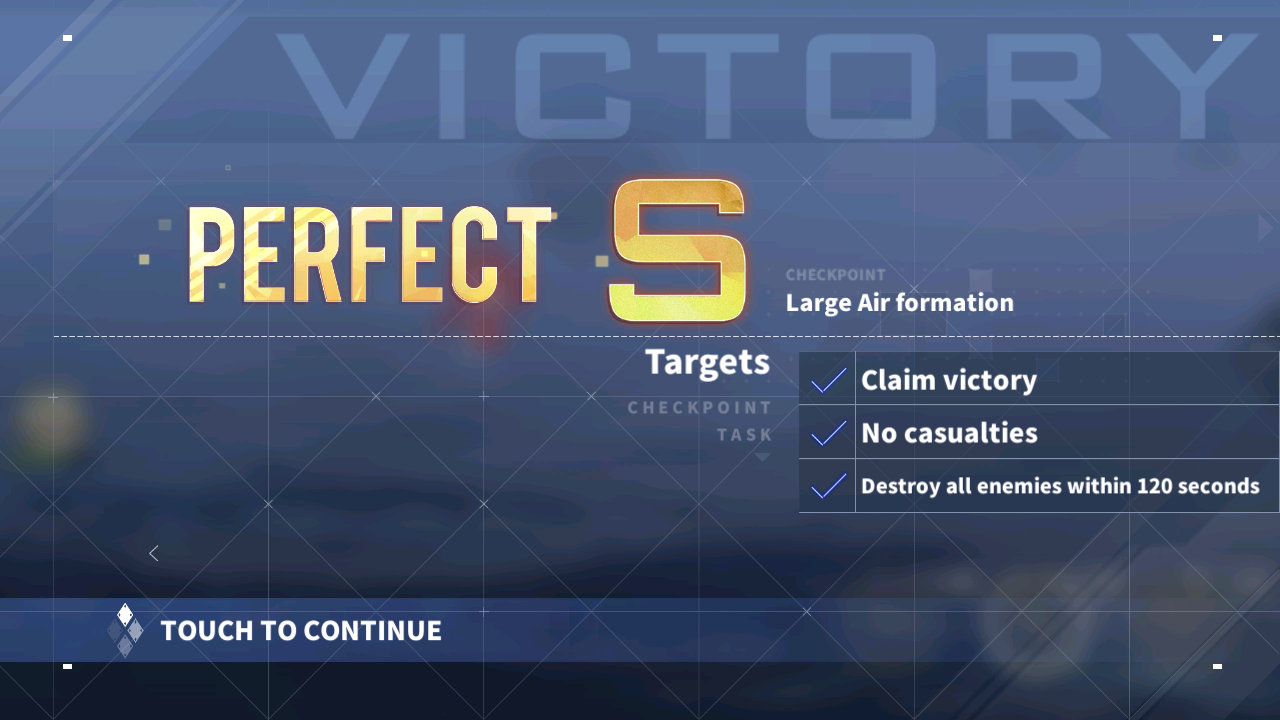 VICTORY
PERFECT S
CHECKPOINT
Large Air formation
Targets
CHECKPOINT
TASK
Claim victory
No casualties
Destroy all enemies within 120 seconds
TOUCH TO CONTINUE